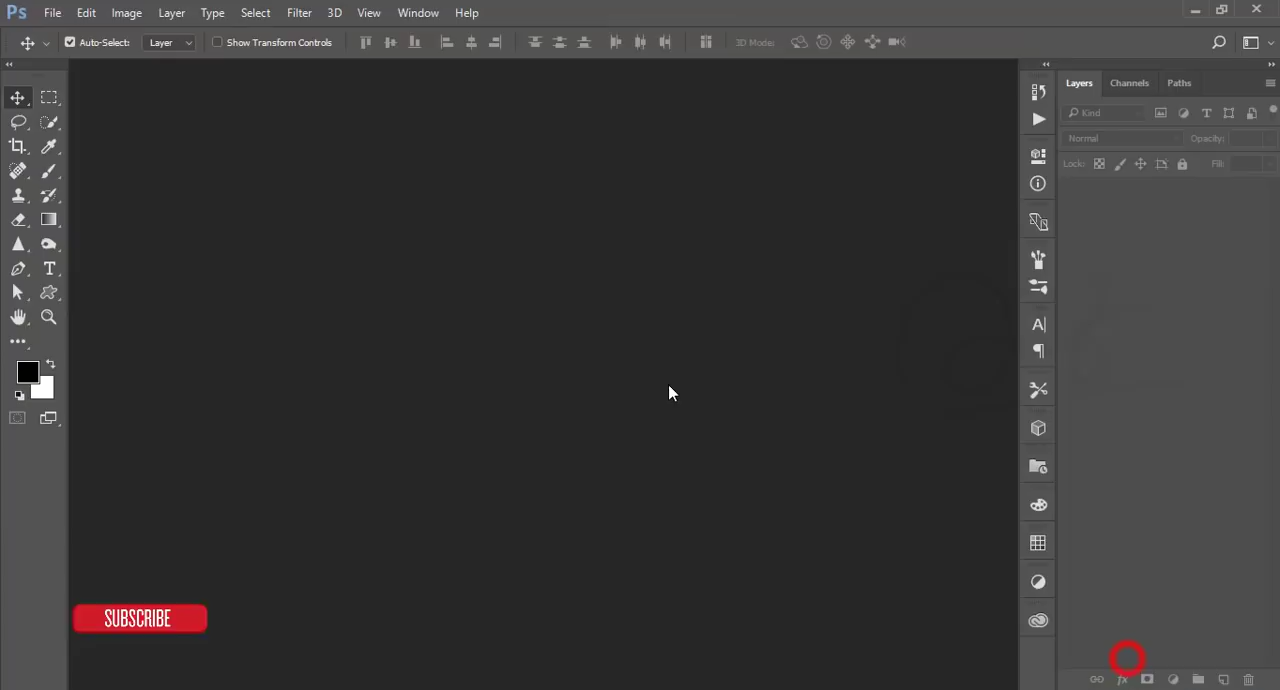 Ps File Edit Image Layer Type Select Filter 3D View Window Help
Auto-Select: Layer Show Transform Controls 3D Mode:
Layers Channels Paths
Kind
Normal Opacity:
Lock: Fill:
SUBSCRIBE
fx